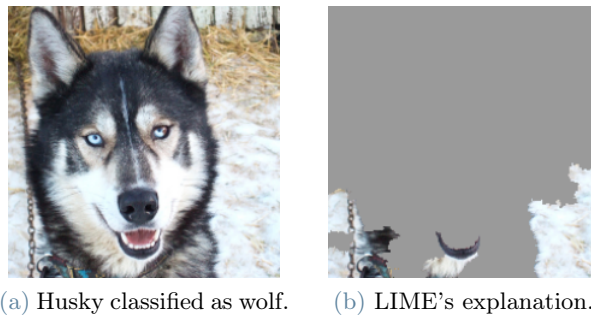 (a) Husky classified as wolf.
(b) LIME's explanation.